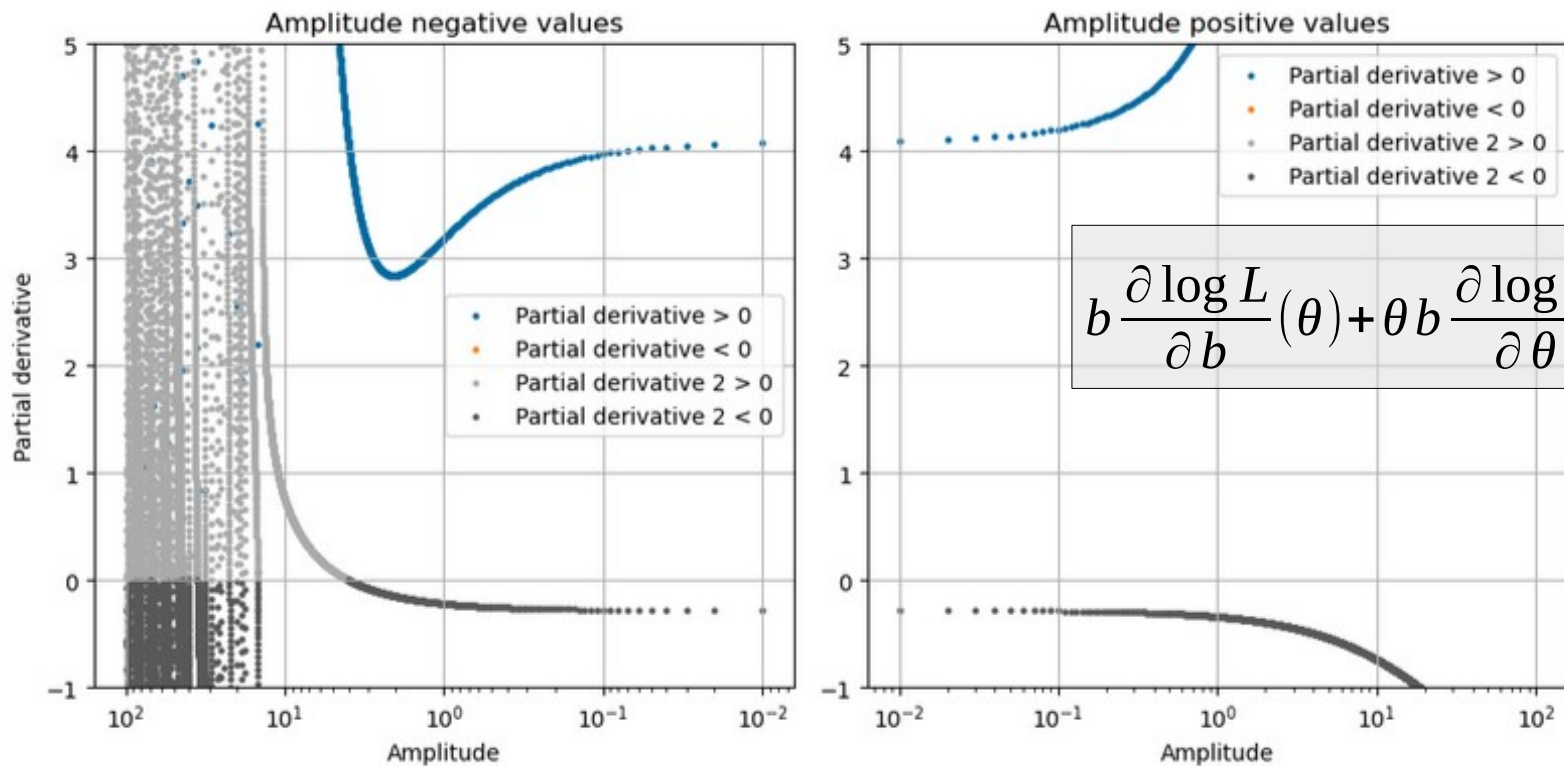 Amplitude negative values
5
4
3
2
1
0
−1
Partial derivative
Partial derivative > 0
Partial derivative < 0
Partial derivative 2 > 0
Partial derivative 2 < 0
10² 10¹ 10⁰ 10⁻¹ 10⁻²
Amplitude
Amplitude positive values
5
4
3
2
1
0
−1
Partial derivative > 0
Partial derivative < 0
Partial derivative 2 > 0
Partial derivative 2 < 0
b ∂ log L/∂ b (θ) + θ b ∂ log/∂ θ
10⁻² 10⁻¹ 10⁰ 10¹ 10²
Amplitude